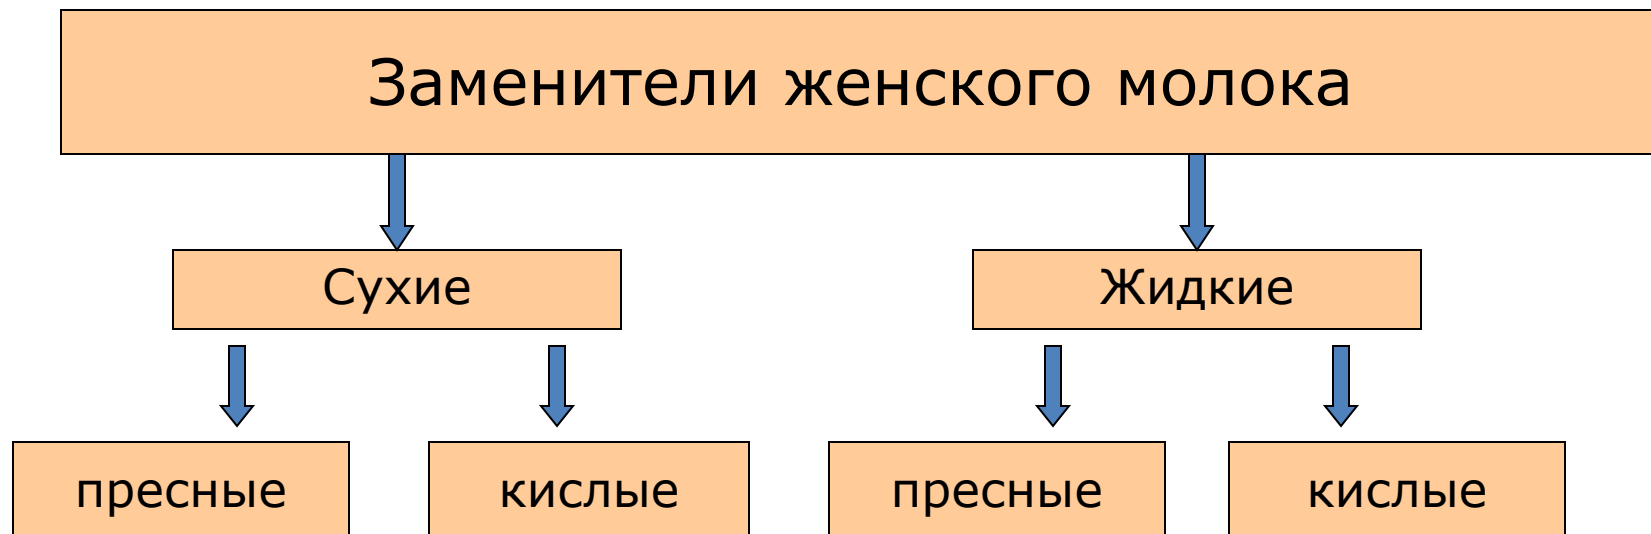 Заменители женского молока
Сухие
Жидкие
пресные
кислые
пресные
кислые